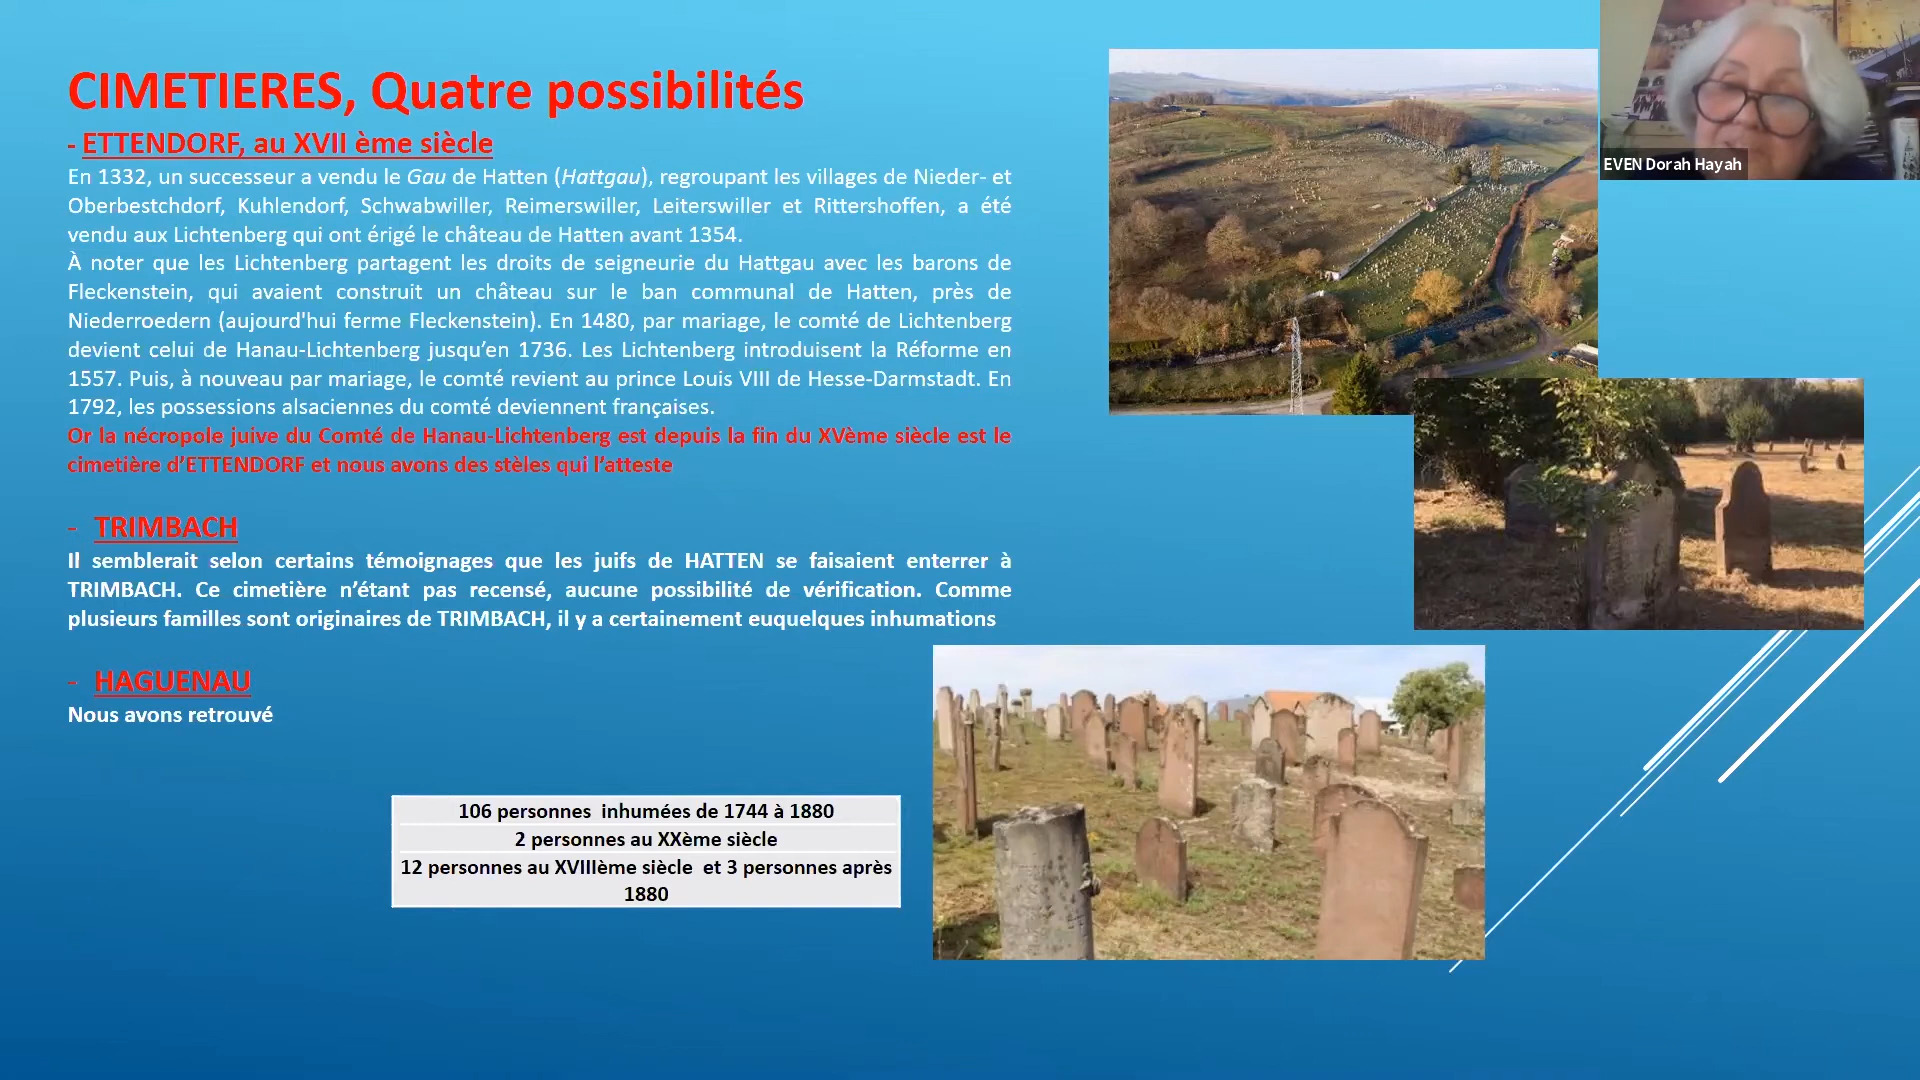 CIMETIERES, Quatre possibilités
- ETTENDORF, au XVII ème siècle
En 1332, un successeur a vendu le Gau de Hatten (Hattgau), regroupant les villages de Nieder- et
Oberbestchdorf, Kuhlendorf, Schwabwiller, Reimerswiller, Leiterswiller et Rittershoffen, a été
vendu aux Lichtenberg qui ont érigé le château de Hatten avant 1354.
À noter que les Lichtenberg partagent les droits de seigneurie du Hattgau avec les barons de
Fleckenstein, qui avaient construit un château sur le ban communal de Hatten, près de
Niederroedern (aujourd'hui ferme Fleckenstein). En 1480, par mariage, le comté de Lichtenberg
devient celui de Hanau-Lichtenberg jusqu’en 1736. Les Lichtenberg introduisent la Réforme en
1557. Puis, à nouveau par mariage, le comté revient au prince Louis VIII de Hesse-Darmstadt. En
1792, les possessions alsaciennes du comté deviennent françaises.
Or la nécropole juive du Comté de Hanau-Lichtenberg est depuis la fin du XVème siècle est le
cimetière d’ETTENDORF et nous avons des stèles qui l’atteste
- TRIMBACH
Il semblerait selon certains témoignages que les juifs de HATTEN se faisaient enterrer à
TRIMBACH. Ce cimetière n’étant pas recensé, aucune possibilité de vérification. Comme
plusieurs familles sont originaires de TRIMBACH, il y a certainement euquelques inhumations
- HAGUENAU
Nous avons retrouvé
106 personnes inhumées de 1744 à 1880
2 personnes au XXème siècle
12 personnes au XVIIIème siècle et 3 personnes après
1880
EVEN Dorah Hayah